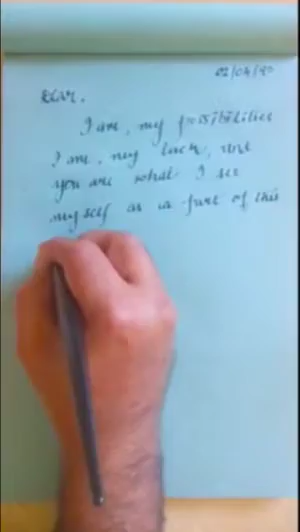 02/04/20
Dear,
I am, my possibilities
I am, my luck, and
you are what I see
myself as a part of this